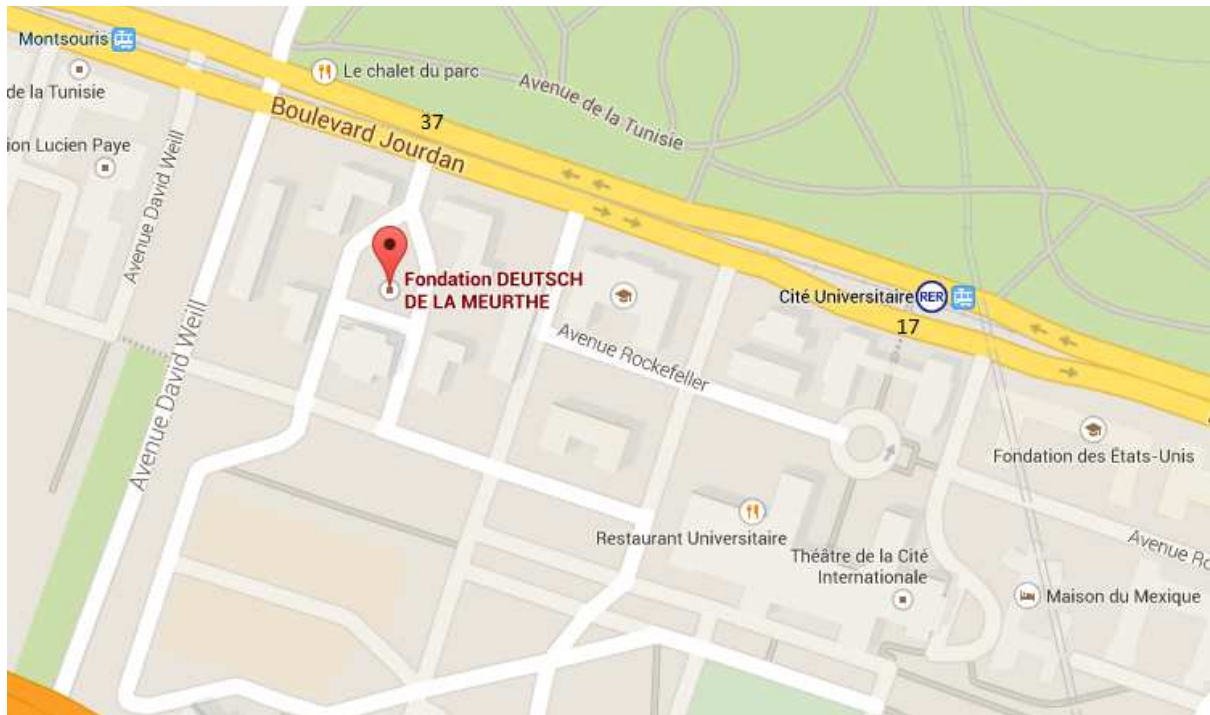 Montsouris
Le chalet du parc
de la Tunisie
Avenue de la Tunisie
Boulevard Jourdan
37
ion Lucien Paye
Avenue David Weill
Fondation DEUTSCH
DE LA MEURTHE
Cité Universitaire
RER
17
Avenue Rockefeller
Avenue David Weill
Fondation des États-Unis
Restaurant Universitaire
Avenue Ro
Théâtre de la Cité
Internationale
Maison du Mexique